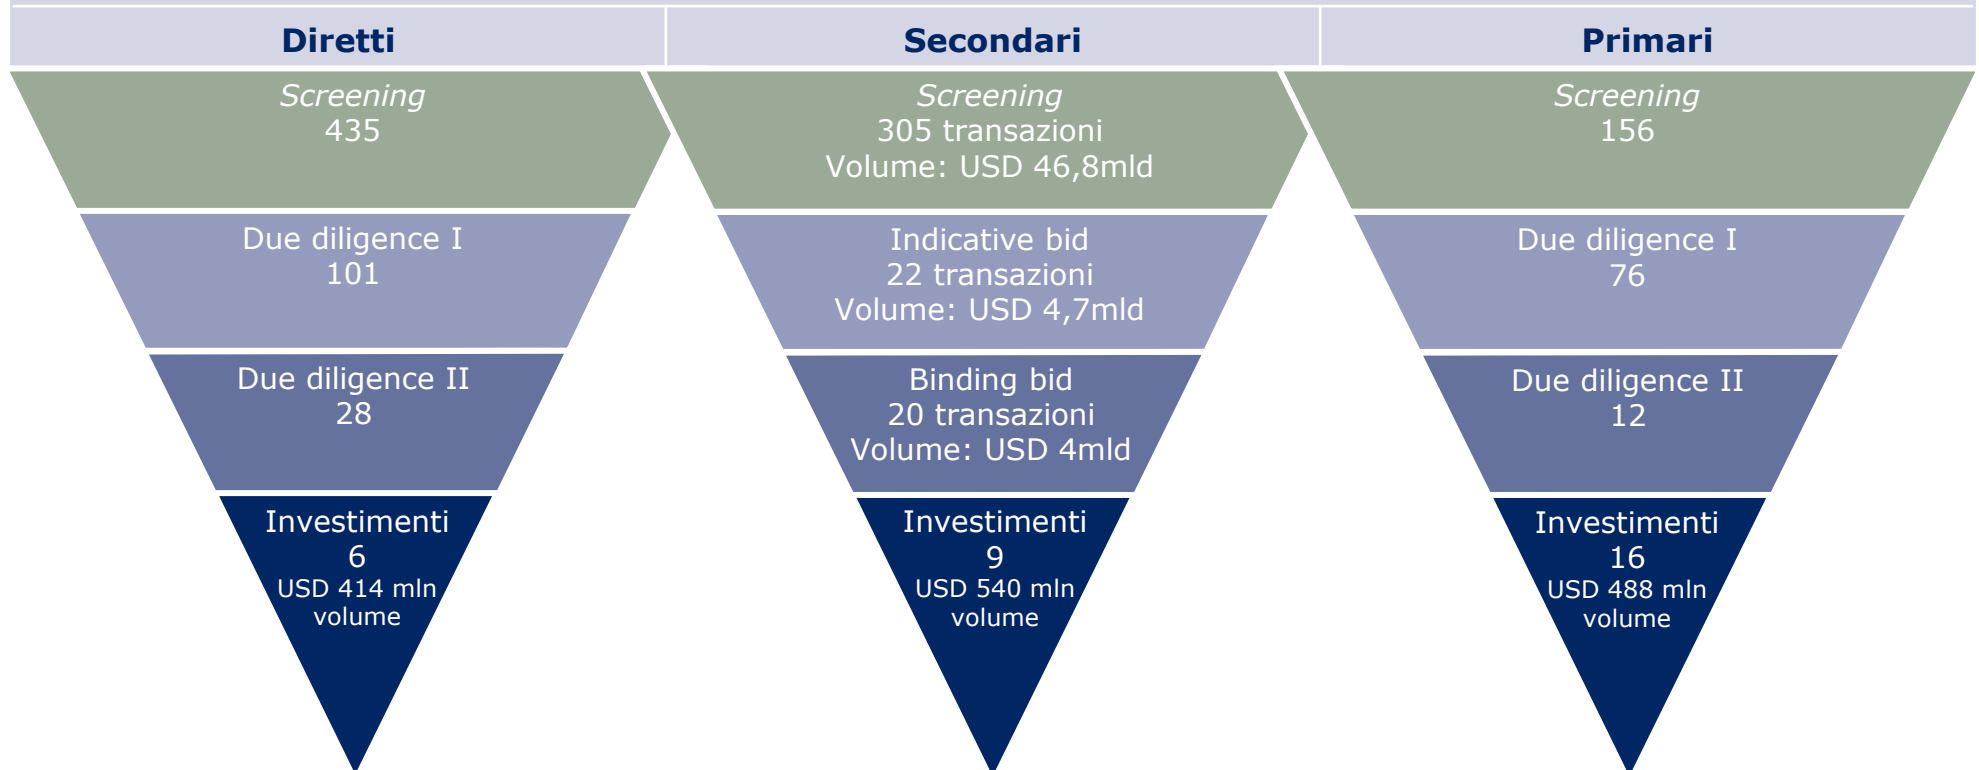 Diretti
Secondari
Primari
Screening
435
Due diligence I
101
Due diligence II
28
Investimenti
6
USD 414 mln
volume
Screening
305 transazioni
Volume: USD 46,8mld
Indicative bid
22 transazioni
Volume: USD 4,7mld
Binding bid
20 transazioni
Volume: USD 4mld
Investimenti
9
USD 540 mln
volume
Screening
156
Due diligence I
76
Due diligence II
12
Investimenti
16
USD 488 mln
volume